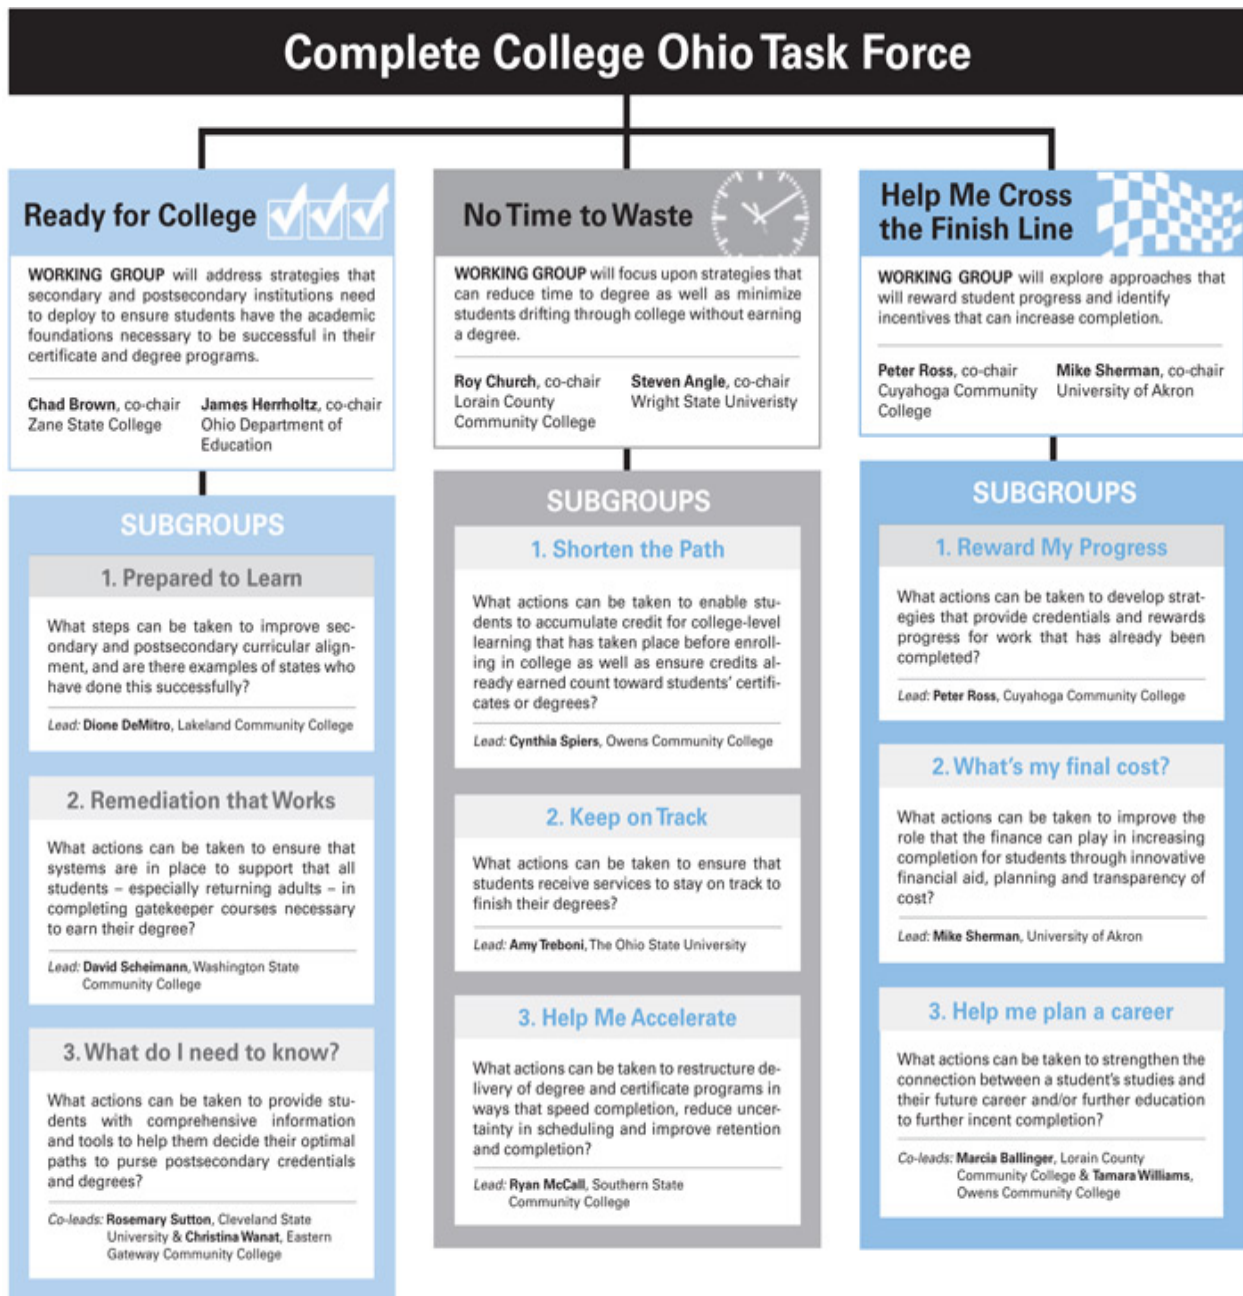 Complete College Ohio Task Force
Ready for College
WORKING GROUP will address strategies that
secondary and postsecondary institutions need
to deploy to ensure students have the academic
foundations necessary to be successful in their
certificate and degree programs.
Chad Brown, co-chair
Zane State College
James Herrholtz, co-chair
Ohio Department of
Education
SUBGROUPS
1. Prepared to Learn
What steps can be taken to improve sec-
ondary and postsecondary curricular align-
ment, and are there examples of states who
have done this successfully?
Lead: Dione DeMitro, Lakeland Community College
2. Remediation that Works
What actions can be taken to ensure that
systems are in place to support that all
students – especially returning adults – in
completing gatekeeper courses necessary
to earn their degree?
Lead: David Scheimann, Washington State
Community College
3. What do I need to know?
What actions can be taken to provide stu-
dents with comprehensive information
and tools to help them decide their optimal
paths to purse postsecondary credentials
and degrees?
Co-leads: Rosemary Sutton, Cleveland State
University & Christina Wanat, Eastern
Gateway Community College
No Time to Waste
WORKING GROUP will focus upon strategies that
can reduce time to degree as well as minimize
students drifting through college without earning
a degree.
Roy Church, co-chair
Lorain County
Community College
Steven Angle, co-chair
Wright State Univeristy
SUBGROUPS
1. Shorten the Path
What actions can be taken to enable stu-
dents to accumulate credit for college-level
learning that has taken place before enroll-
ing in college as well as ensure credits al-
ready earned count toward students' certifi-
cates or degrees?
Lead: Cynthia Spiers, Owens Community College
2. Keep on Track
What actions can be taken to ensure that
students receive services to stay on track to
finish their degrees?
Lead: Amy Treboni, The Ohio State University
3. Help Me Accelerate
What actions can be taken to restructure de-
livery of degree and certificate programs in
ways that speed completion, reduce uncer-
tainty in scheduling and improve retention
and completion?
Lead: Ryan McCall, Southern State
Community College
Help Me Cross
the Finish Line
WORKING GROUP will explore approaches that
will reward student progress and identify
incentives that can increase completion.
Peter Ross, co-chair
Cuyahoga Community
College
Mike Sherman, co-chair
University of Akron
SUBGROUPS
1. Reward My Progress
What actions can be taken to develop strat-
egies that provide credentials and rewards
progress for work that has already been
completed?
Lead: Peter Ross, Cuyahoga Community College
2. What's my final cost?
What actions can be taken to improve the
role that the finance can play in increasing
completion for students through innovative
financial aid, planning and transparency of
cost?
Lead: Mike Sherman, University of Akron
3. Help me plan a career
What actions can be taken to strengthen the
connection between a student's studies and
their future career and/or further education
to further incent completion?
Co-leads: Marcia Ballinger, Lorain County
Community College & Tamara Williams,
Owens Community College